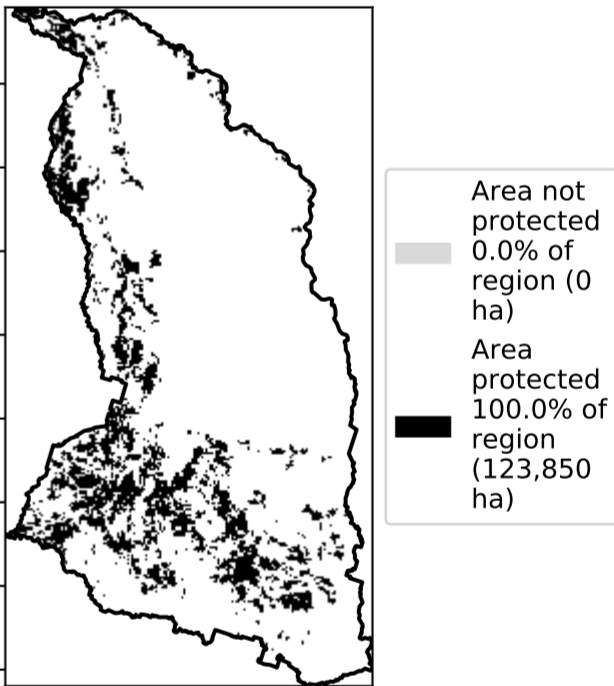 Area not
protected
0.0% of
region (0
ha)
Area
protected
100.0% of
region
(123,850
ha)